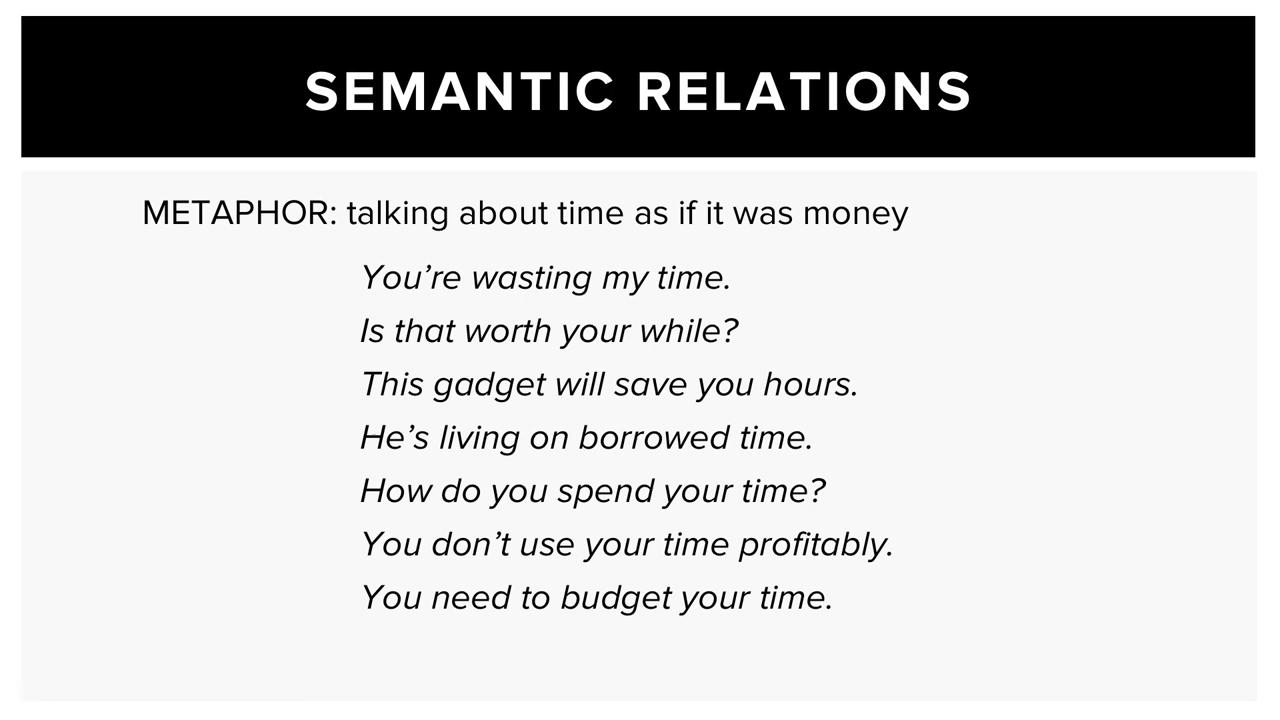 SEMANTIC RELATIONS
METAPHOR: talking about time as if it was money
You’re wasting my time.
Is that worth your while?
This gadget will save you hours.
He’s living on borrowed time.
How do you spend your time?
You don’t use your time profitably.
You need to budget your time.